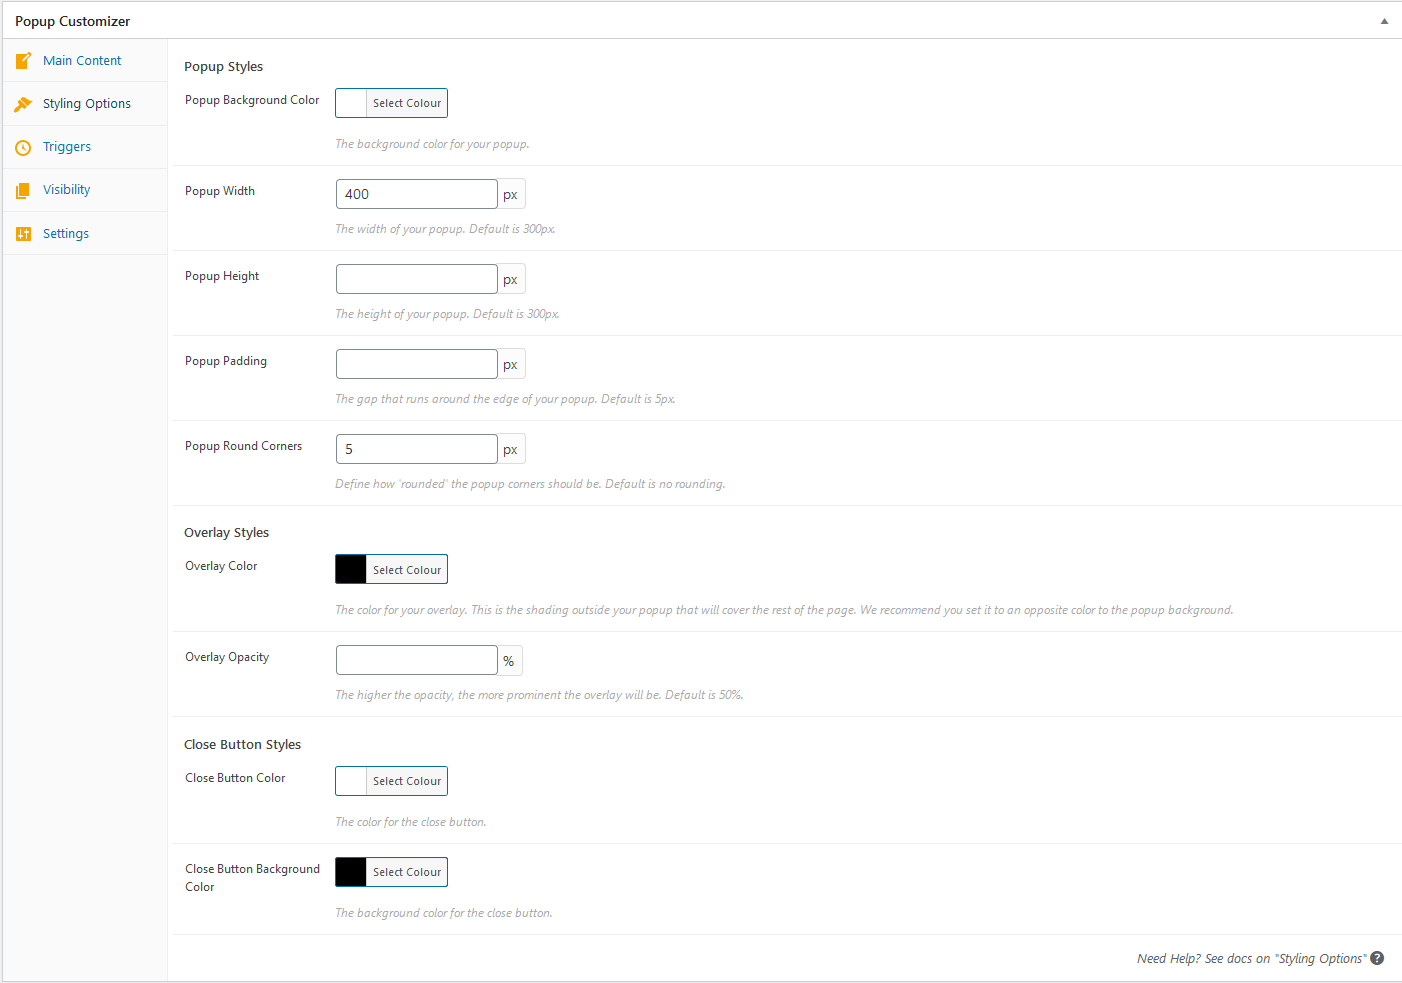 Popup Customizer
Main Content
Styling Options
Triggers
Visibility
Settings
Popup Styles
Popup Background Color
Select Colour
The background color for your popup.
Popup Width
400
px
The width of your popup. Default is 300px.
Popup Height
px
The height of your popup. Default is 300px.
Popup Padding
px
The gap that runs around the edge of your popup. Default is 5px.
Popup Round Corners
5
px
Define how 'rounded' the popup corners should be. Default is no rounding.
Overlay Styles
Overlay Color
Select Colour
The color for your overlay. This is the shading outside your popup that will cover the rest of the page. We recommend you set it to an opposite color to the popup background.
Overlay Opacity
%
The higher the opacity, the more prominent the overlay will be. Default is 50%.
Close Button Styles
Close Button Color
Select Colour
The color for the close button.
Close Button Background
Color
Select Colour
The background color for the close button.
Need Help? See docs on "Styling Options" ?